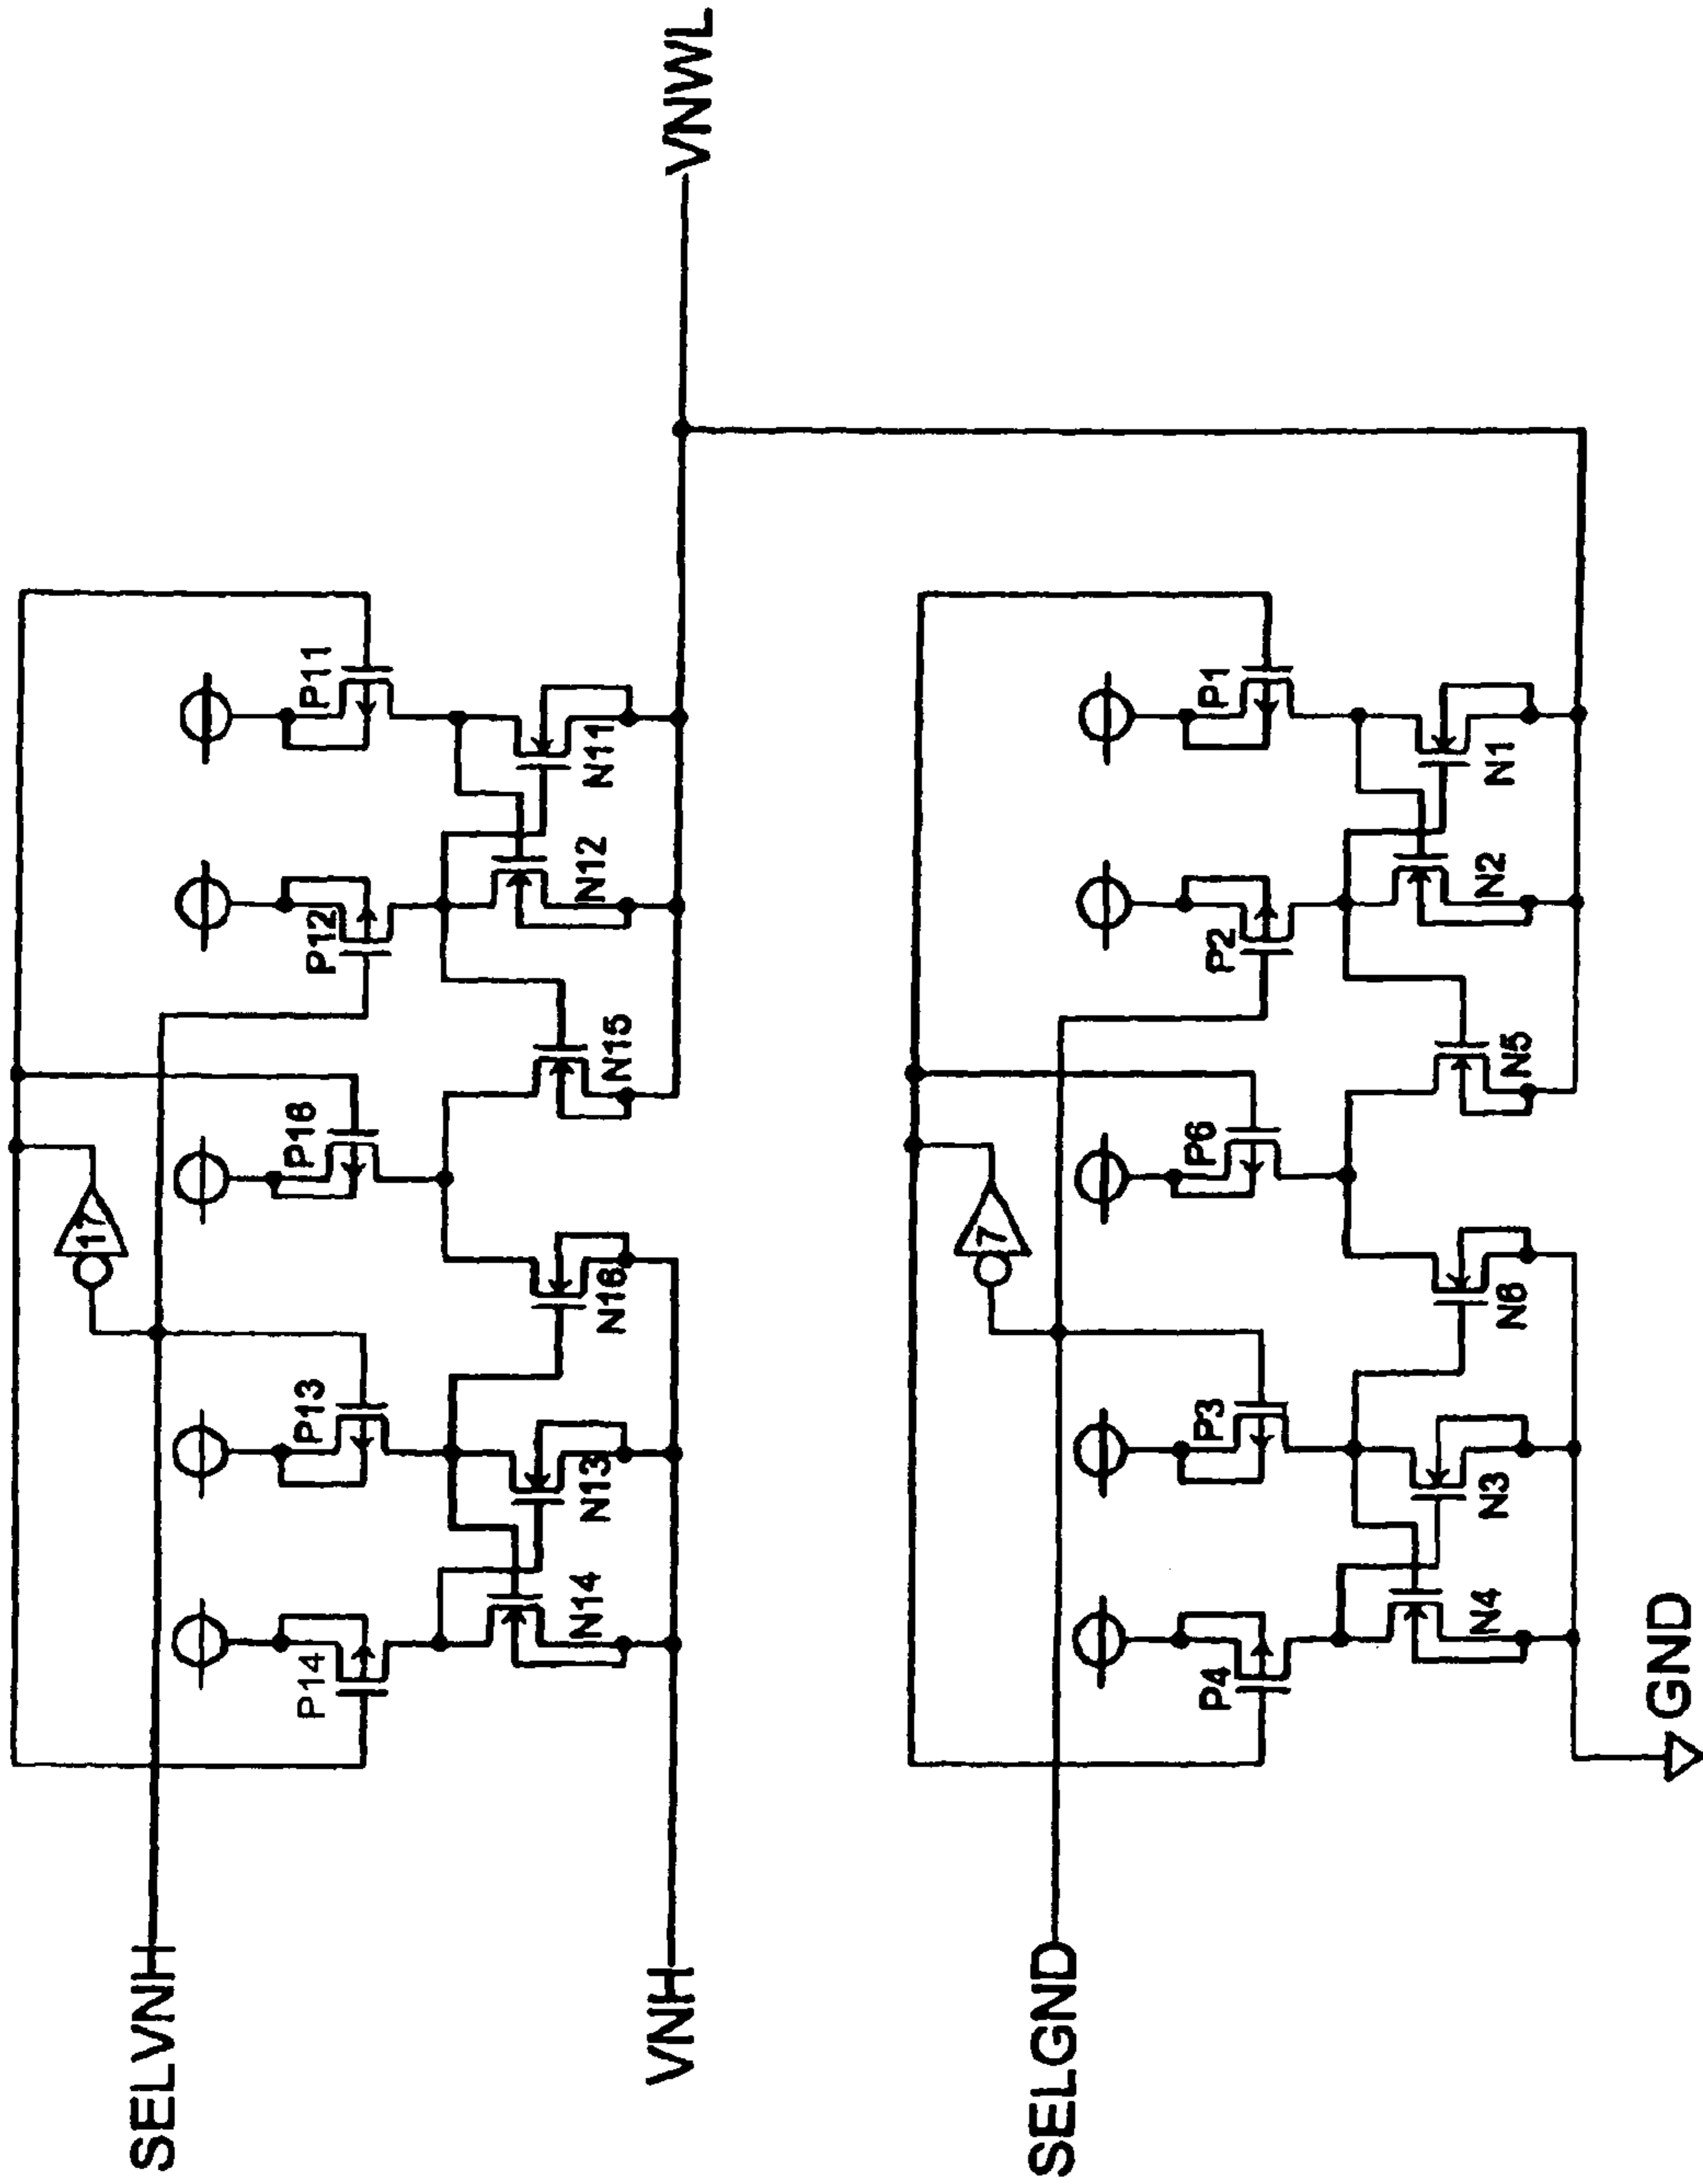 SELVNH
VNH
VNWL
17
P14
P13
P16
P12
P11
N14
N13
N16
N15
N12
N11
SELGND
GND
7
P4
P3
P6
P2
P1
N4
N3
N6
N5
N2
N1